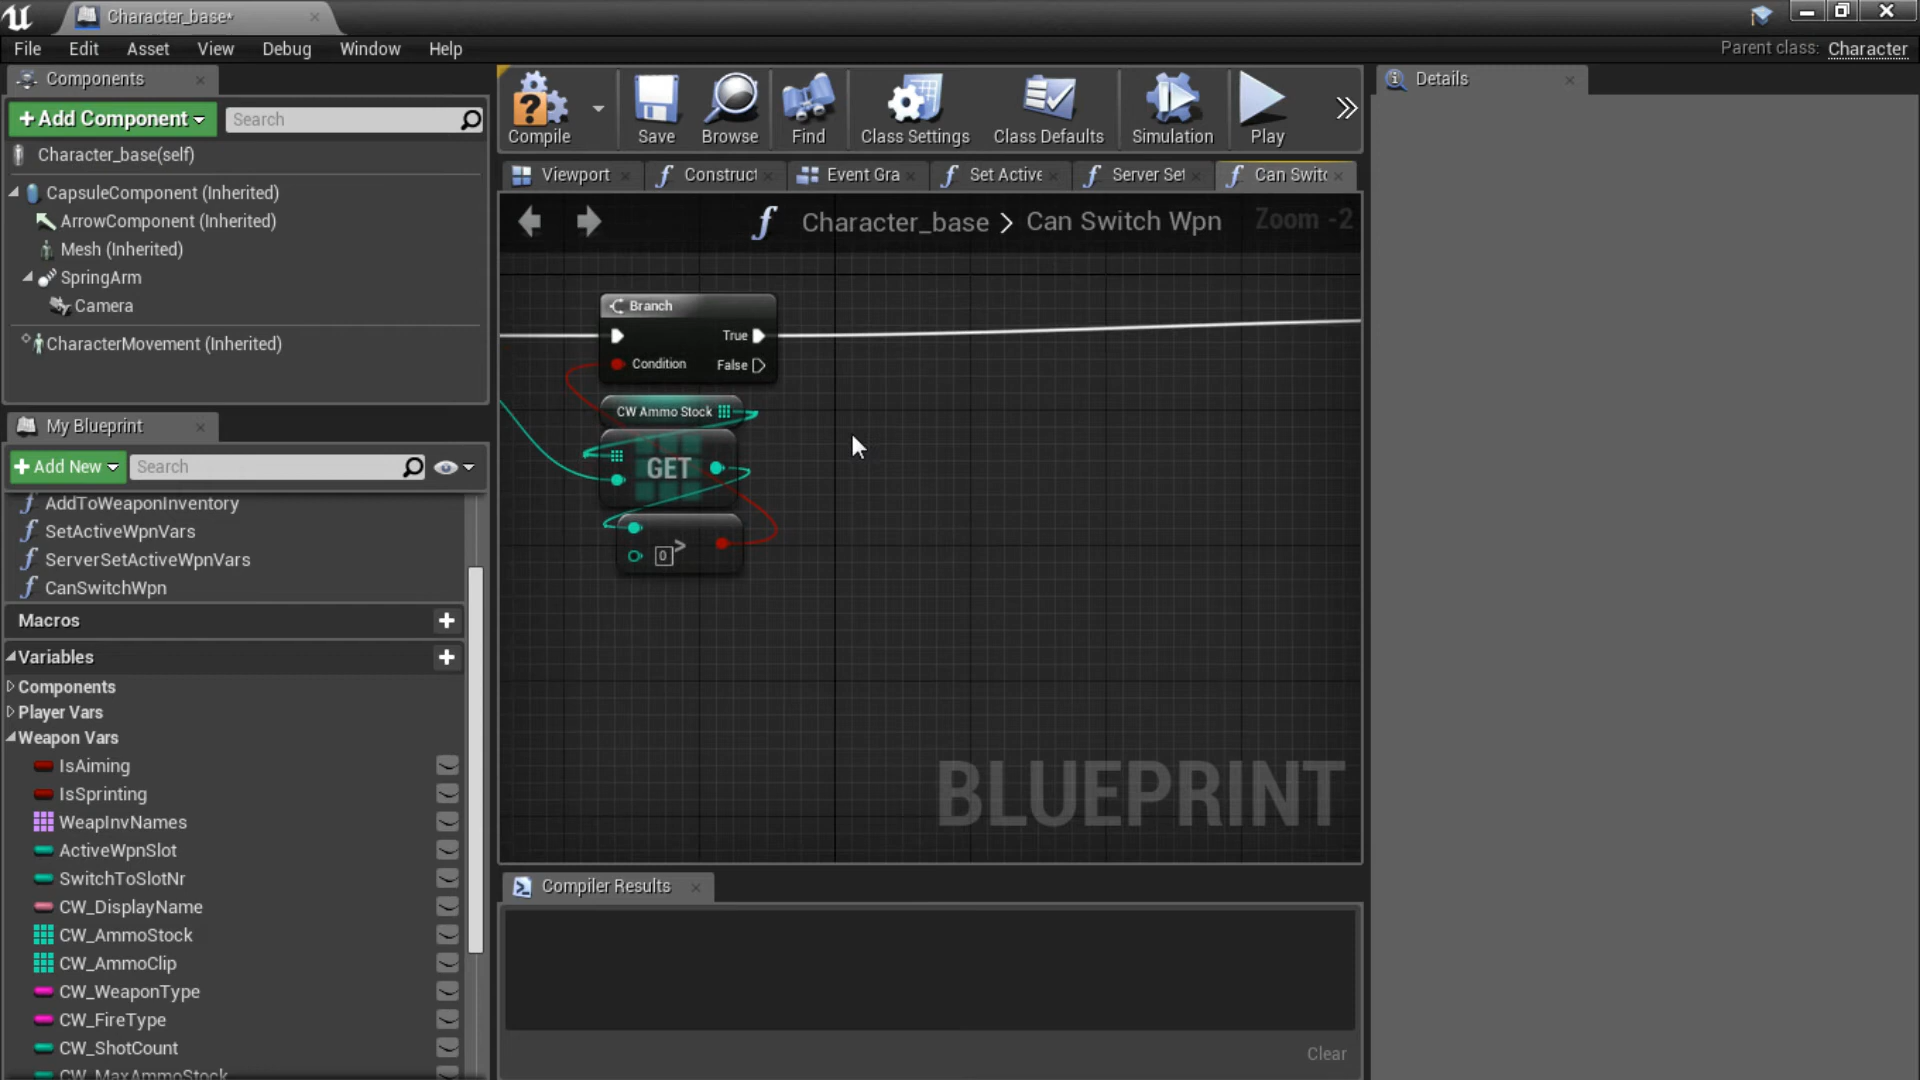 Character_base*
File Edit Asset View Debug Window Help
Parent class: Character
Components
+ Add Component
Search
Character_base(self)
CapsuleComponent (Inherited)
ArrowComponent (Inherited)
Mesh (Inherited)
SpringArm
Camera
CharacterMovement (Inherited)
My Blueprint
+ Add New
Search
AddToWeaponInventory
SetActiveWpnVars
ServerSetActiveWpnVars
CanSwitchWpn
Macros
Variables
Components
Player Vars
Weapon Vars
IsAiming
IsSprinting
WeapInvNames
ActiveWpnSlot
SwitchToSlotNr
CW_DisplayName
CW_AmmoStock
CW_AmmoClip
CW_WeaponType
CW_FireType
CW_ShotCount
CW_MaxAmmoStock
Compile
Save
Browse
Find
Class Settings
Class Defaults
Simulation
Play
Viewport
Construct
Event Gra
Set Active
Server Set
Can Switc
Character_base > Can Switch Wpn
Zoom -2
Branch
True
Condition
False
CW Ammo Stock
GET
0 >
BLUEPRINT
Compiler Results
Clear
Details